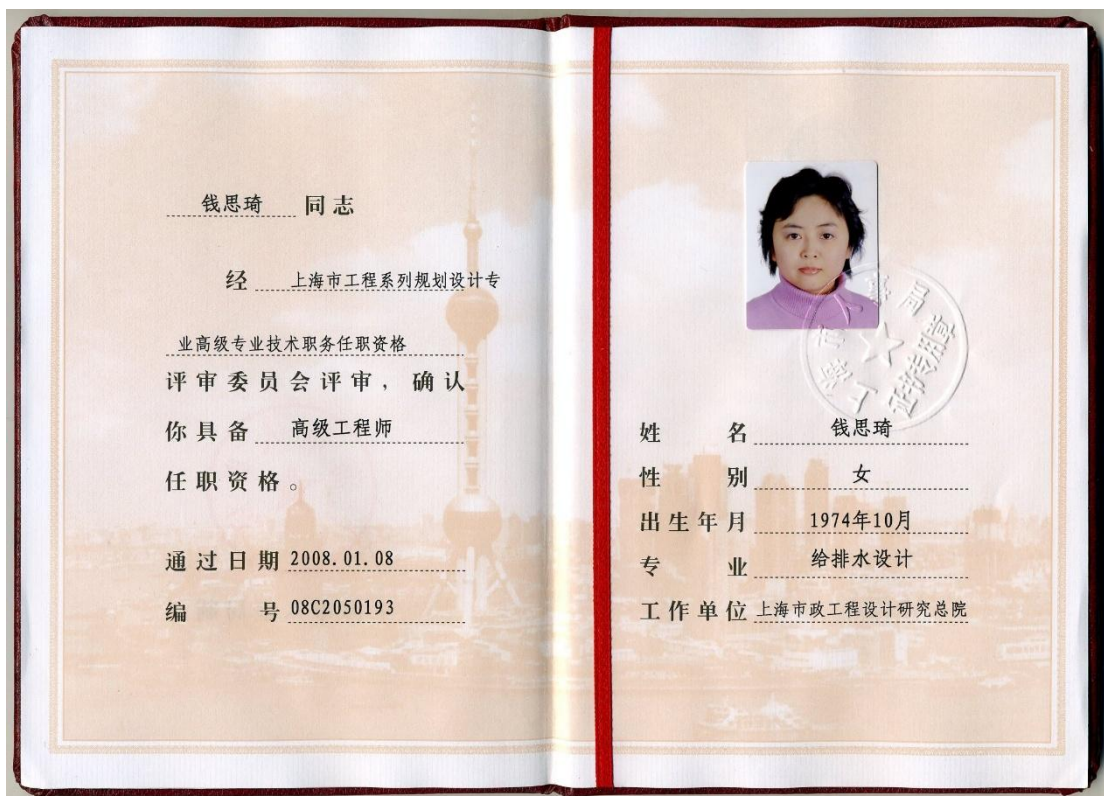 钱思琦 同志
经 上海市工程系列规划设计专
业高级专业技术职务任职资格
评审委员会评审，确认
你具备 高级工程师
任职资格。
通过日期 2008.01.08
编 号 08C2050193
证书专用章
姓 名 钱思琦
性 别 女
出生年月 1974年10月
专 业 给排水设计
工作单位 上海市政工程设计研究总院